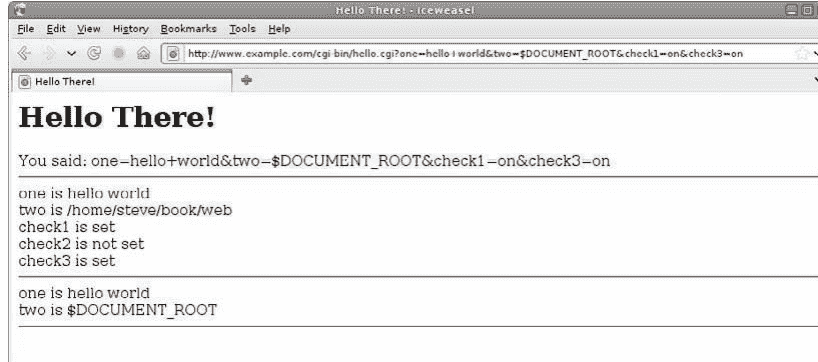 Hello There! - Iceweasel
File Edit View History Bookmarks Tools Help
http://www.example.com/cgi-bin/hello.cgi?one=hello+world&two=$DOCUMENT_ROOT&check1=on&check3=on
Hello There!
Hello There!
You said: one=hello+world&two=$DOCUMENT_ROOT&check1=on&check3=on
one is hello world
two is /home/steve/book/web
check1 is set
check2 is not set
check3 is set
one is hello world
two is $DOCUMENT_ROOT